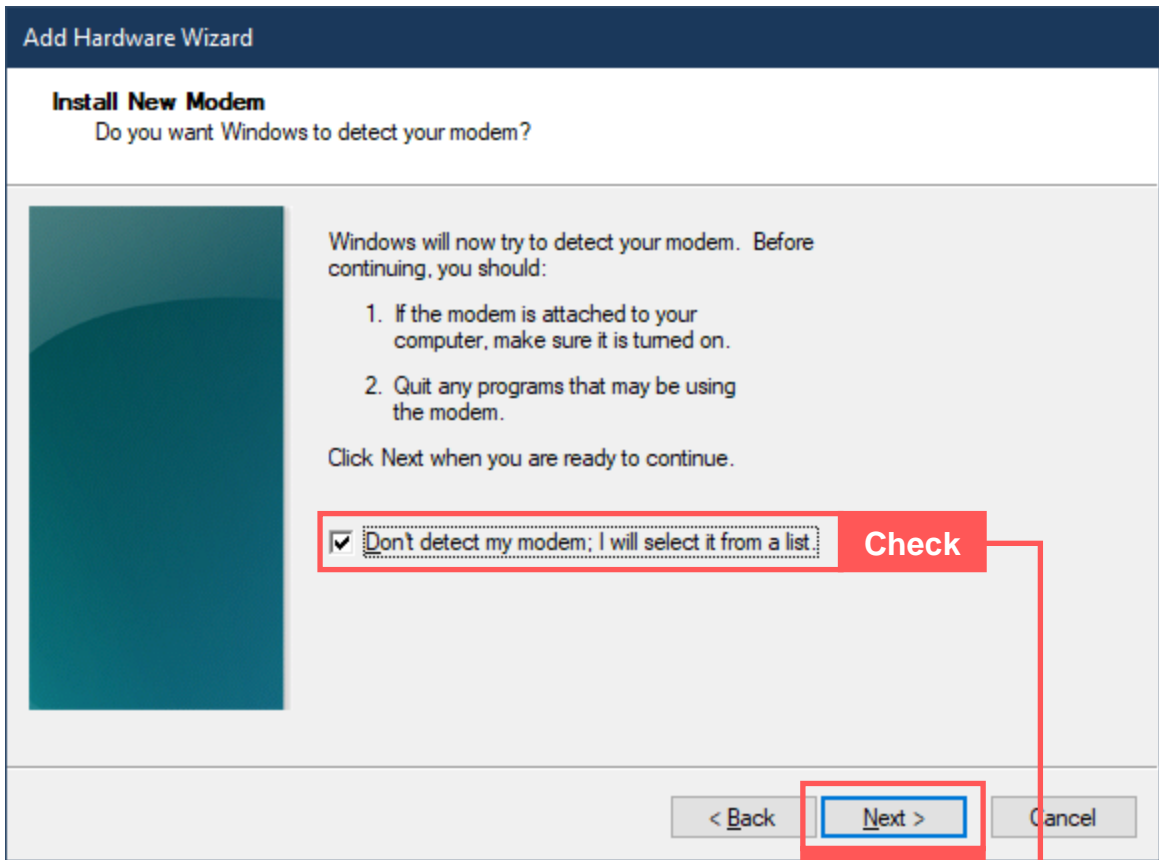 Add Hardware Wizard
Install New Modem
Do you want Windows to detect your modem?
Windows will now try to detect your modem.  Before
continuing, you should:
1. If the modem is attached to your
computer, make sure it is turned on.
2. Quit any programs that may be using
the modem.
Click Next when you are ready to continue.
Don't detect my modem; I will select it from a list.
Check
< Back
Next >
Cancel